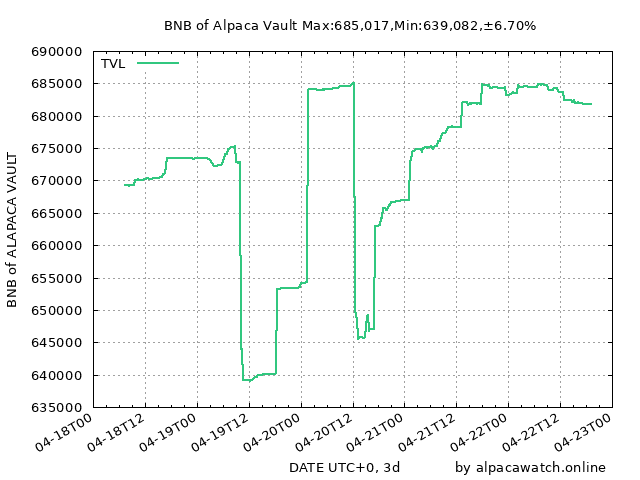 BNB of Alpaca Vault Max:685,017,Min:639,082,±6.70%
TVL
BNB of ALAPACA VAULT
690000
685000
680000
675000
670000
665000
660000
655000
650000
645000
640000
635000
04-18T00
04-18T12
04-19T00
04-19T12
04-20T00
04-20T12
04-21T00
04-21T12
04-22T00
04-22T12
04-23T00
DATE UTC+0, 3d
by alpacawatch.online